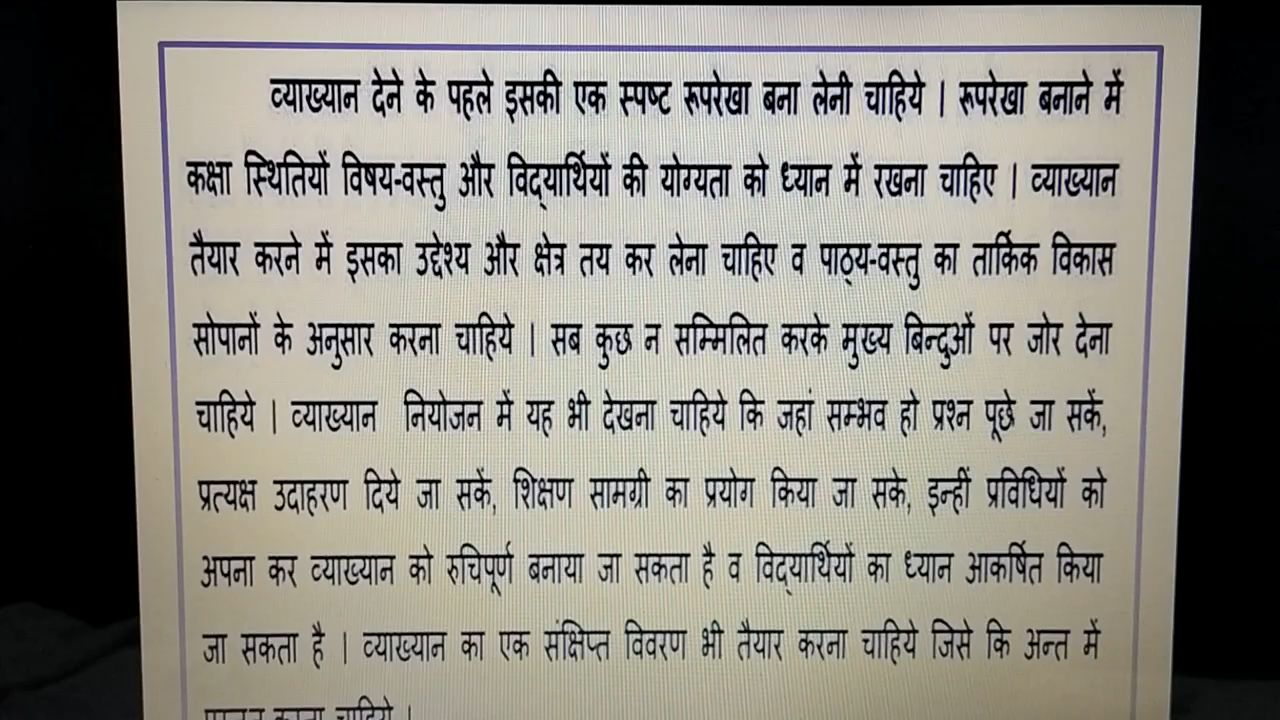 व्याख्यान देने के पहले इसकी एक स्पष्ट रूपरेखा बना लेनी चाहिये । रूपरेखा बनाने में
कक्षा स्थितियों विषय-वस्तु और विद्यार्थियों की योग्यता को ध्यान में रखना चाहिए । व्याख्यान
तैयार करने में इसका उद्देश्य और क्षेत्र तय कर लेना चाहिए व पाठ्य-वस्तु का तार्किक विकास
सोपानों के अनुसार करना चाहिये । सब कुछ न सम्मिलित करके मुख्य बिन्दुओं पर जोर देना
चाहिये । व्याख्यान नियोजन में यह भी देखना चाहिये कि जहां सम्भव हो प्रश्न पूछे जा सकें,
प्रत्यक्ष उदाहरण दिये जा सकें, शिक्षण सामग्री का प्रयोग किया जा सके, इन्हीं प्रविधियों को
अपना कर व्याख्यान को रुचिपूर्ण बनाया जा सकता है व विद्यार्थियों का ध्यान आकर्षित किया
जा सकता है । व्याख्यान का एक संक्षिप्त विवरण भी तैयार करना चाहिये जिसे कि अन्त में
करना चाहिये ।